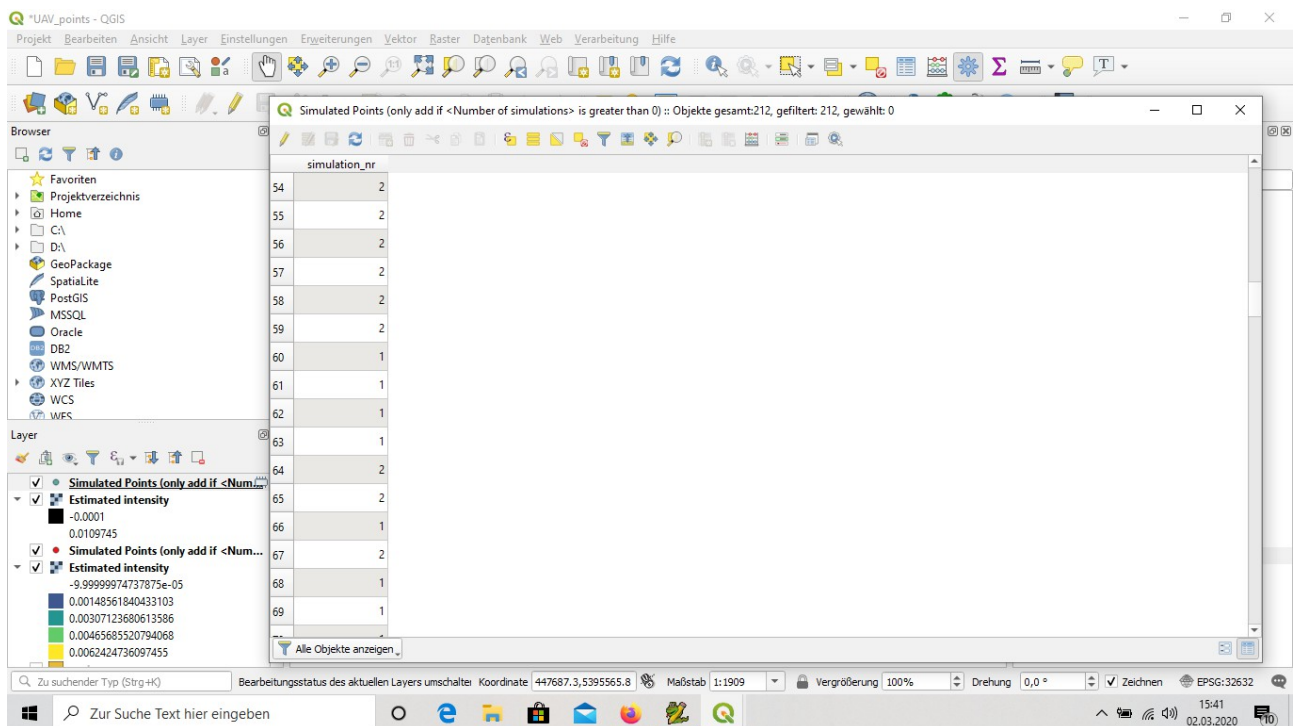 *UAV_points - QGIS
Projekt Bearbeiten Ansicht Layer Einstellungen Erweiterungen Vektor Raster Datenbank Web Verarbeitung Hilfe
Simulated Points (only add if <Number of simulations> is greater than 0) :: Objekte gesamt:212, gefiltert: 212, gewählt: 0
Browser
Favoriten
Projektverzeichnis
Home
C:\
D:\
GeoPackage
SpatiaLite
PostGIS
MSSQL
Oracle
DB2
WMS/WMTS
XYZ Tiles
WCS
WFS
simulation_nr
54 2
55 2
56 2
57 2
58 2
59 2
60 1
61 1
62 1
63 1
64 2
65 2
66 1
67 2
68 1
69 1
Alle Objekte anzeigen
Layer
Simulated Points (only add if <Num...
Estimated intensity
-0.0001
0.0109745
Simulated Points (only add if <Num...
Estimated intensity
-9.99999974737875e-05
0.00148561840433103
0.00307123680613586
0.00465685520794068
0.0062424736097455
Zu suchender Typ (Strg+K) Bearbeitungsstatus des aktuellen Layers umschalten Koordinate 447687.3,5395565.8 Maßstab 1:1909 Vergrößerung 100% Drehung 0,0 ° Zeichnen EPSG:32632
Zur Suche Text hier eingeben
15:41
02.03.2020